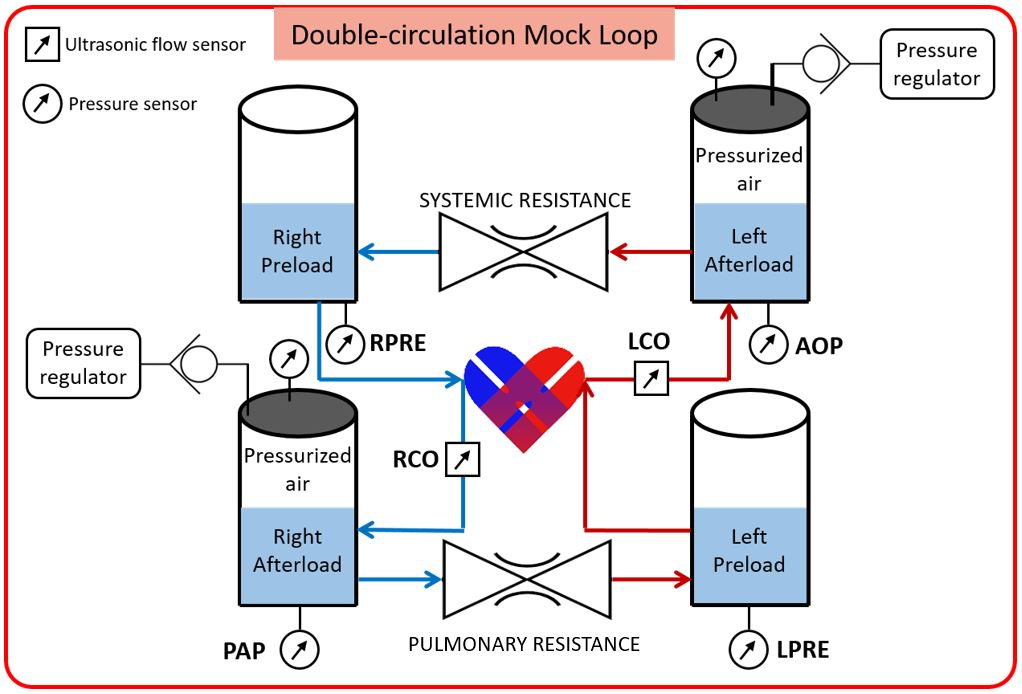 Double-circulation Mock Loop
Ultrasonic flow sensor
Pressure sensor
Pressure
regulator
Pressurized
air
SYSTEMIC RESISTANCE
Right
Preload
Left
Afterload
RPRE
LCO
AOP
Pressure
regulator
Pressurized
air
RCO
Right
Afterload
Left
Preload
PULMONARY RESISTANCE
PAP
LPRE